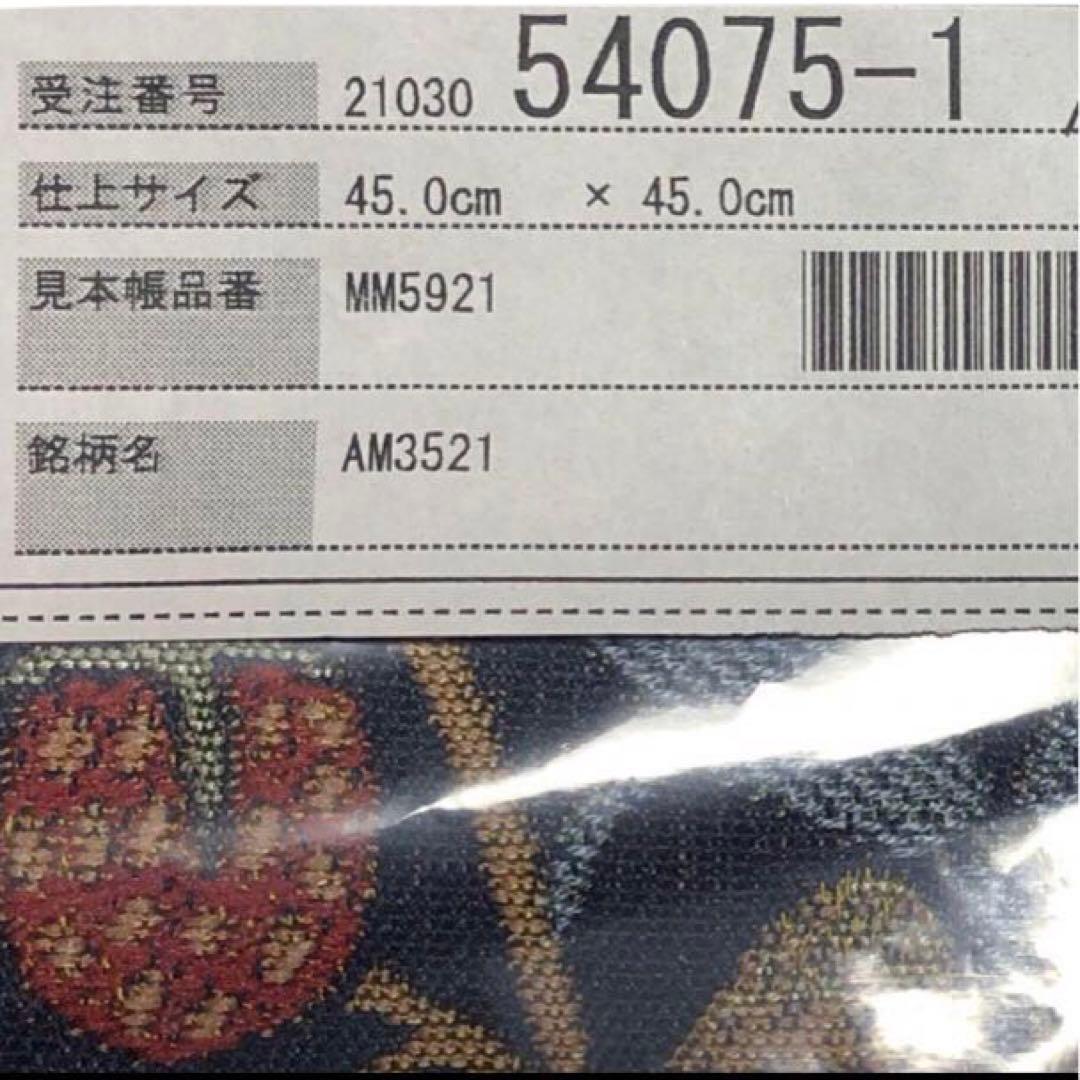 受注番号 21030 54075-1
仕上サイズ 45.0cm × 45.0cm
見本帳品番 MM5921
銘柄名 AM3521